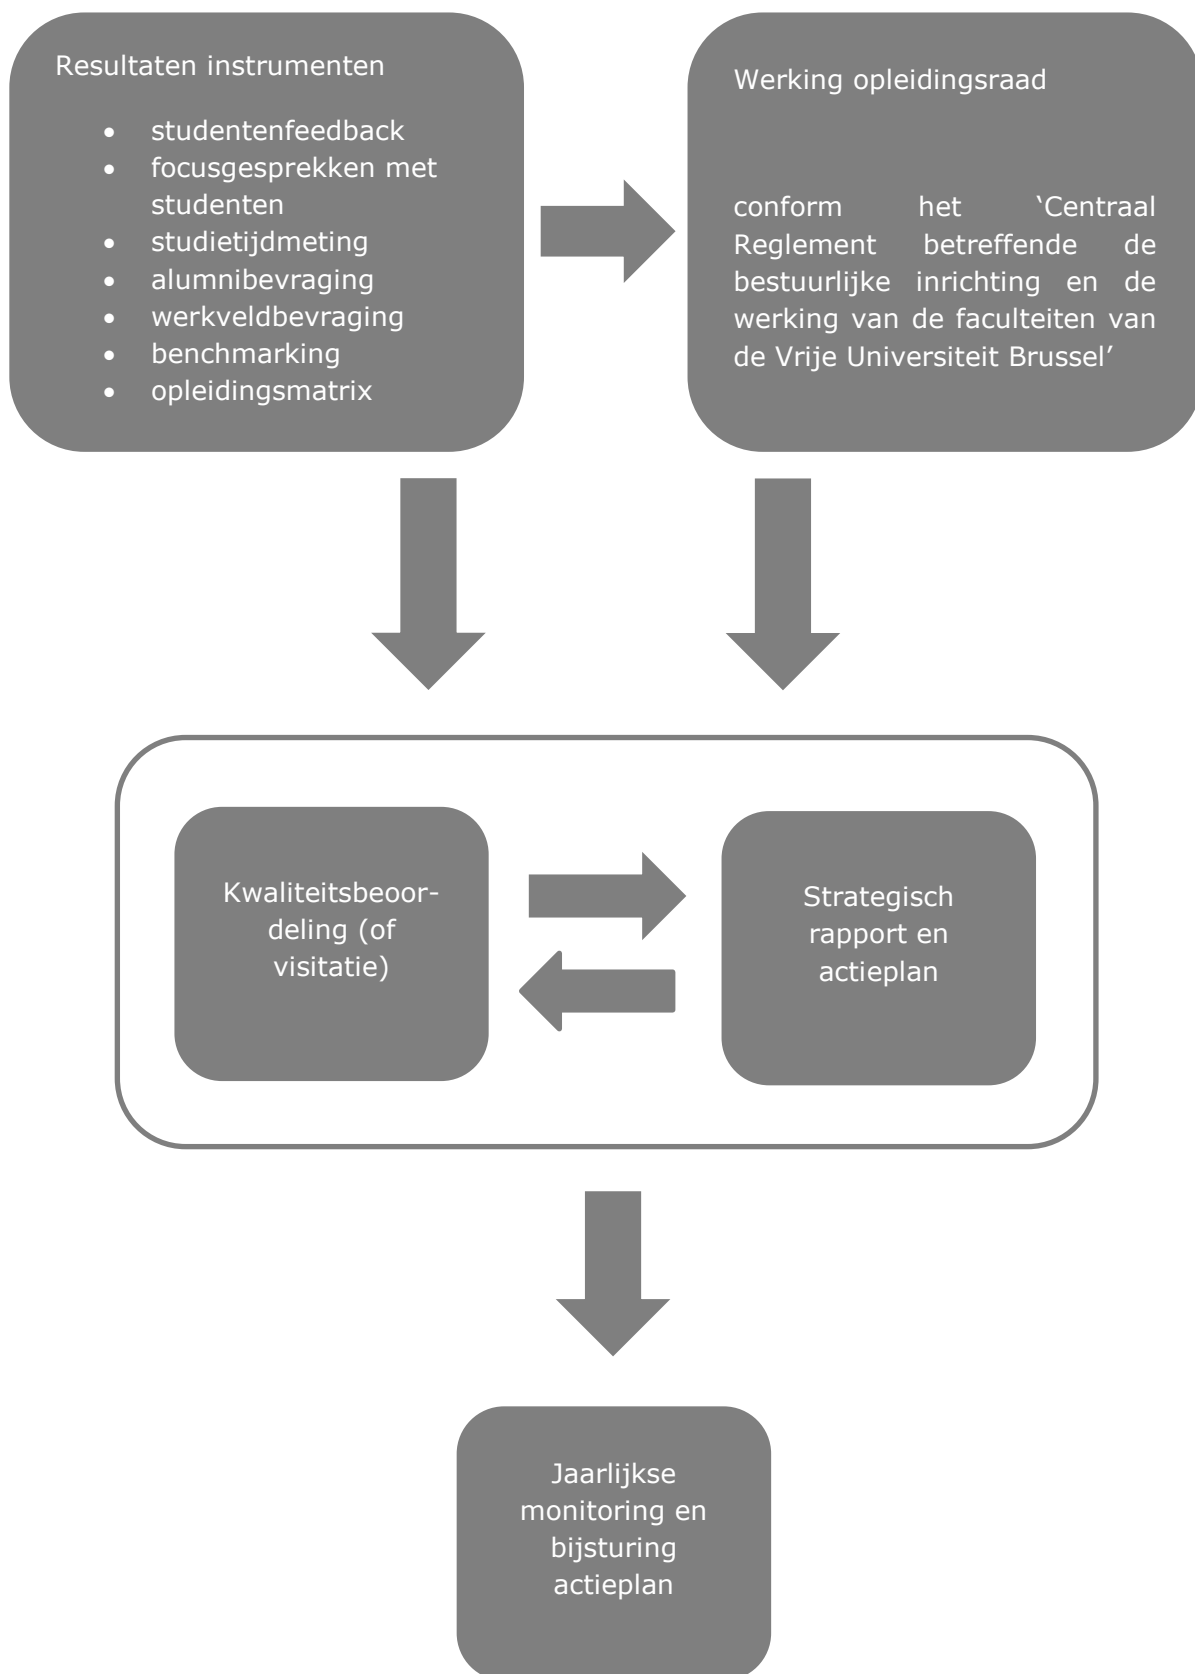 Resultaten instrumenten
• studentenfeedback
• focusgesprekken met
studenten
• studietijdmeting
• alumnibevraging
• werkveldbevraging
• benchmarking
• opleidingsmatrix
Werking opleidingsraad
conform het ‘Centraal
Reglement betreffende de
bestuurlijke inrichting en de
werking van de faculteiten van
de Vrije Universiteit Brussel’
Kwaliteitsbeoor-
deling (of
visitatie)
Strategisch
rapport en
actieplan
Jaarlijkse
monitoring en
bijsturing
actieplan